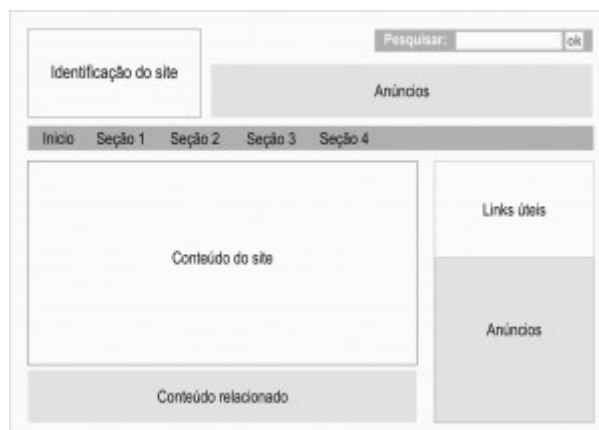 Pesquisar: ok
Identificação do site
Anúncios
Inicio Seção 1 Seção 2 Seção 3 Seção 4
Conteúdo do site
Links úteis
Anúncios
Conteúdo relacionado